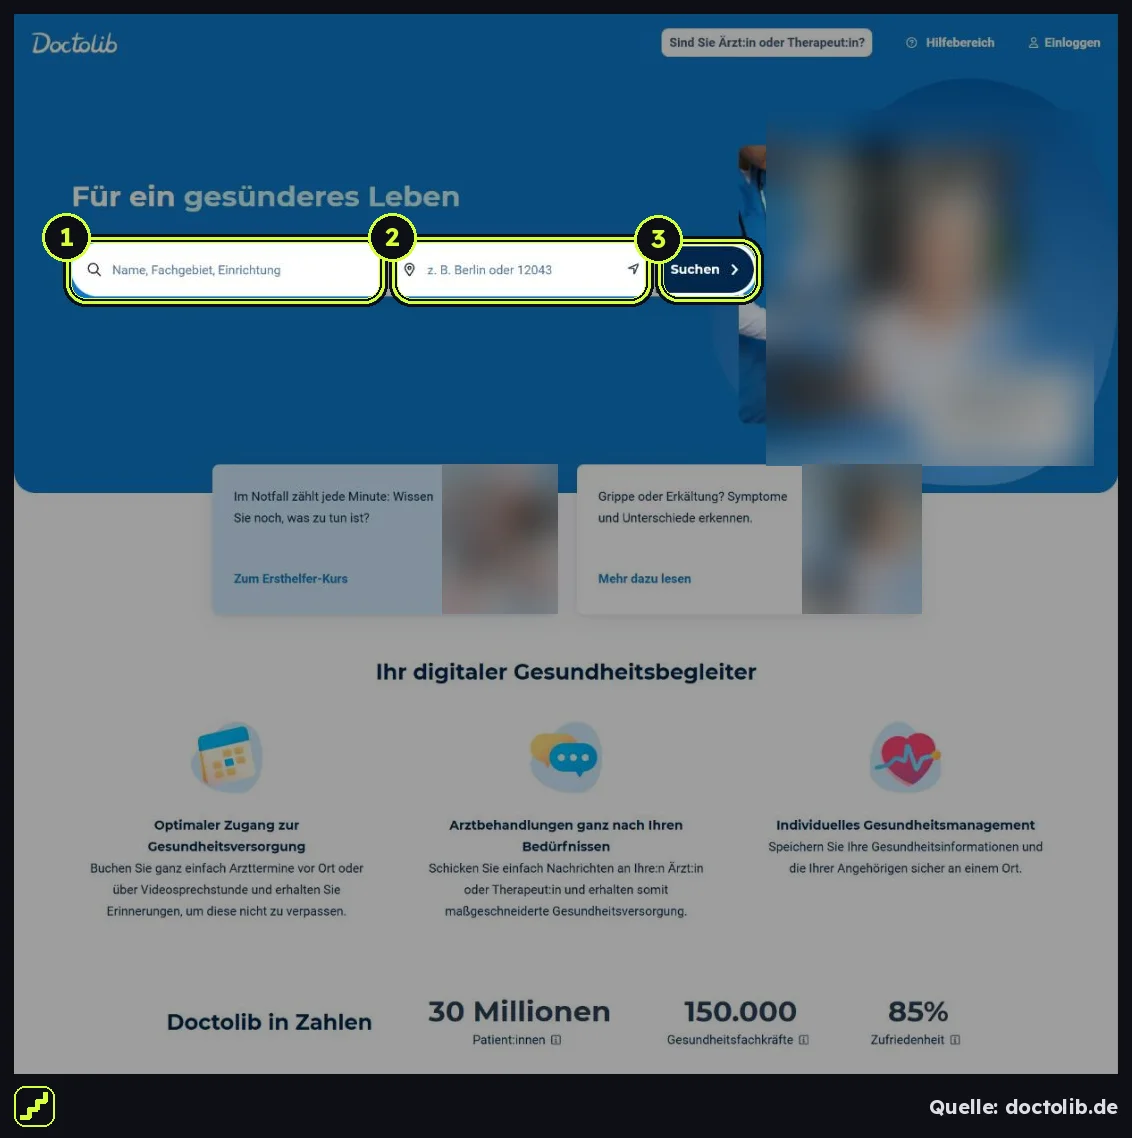 Doctolib
Sind Sie Ärzt:in oder Therapeut:in?
Hilfebereich
Einloggen
Für ein gesünderes Leben
1
2
3
Name, Fachgebiet, Einrichtung
z. B. Berlin oder 12043
Suchen
Im Notfall zählt jede Minute: Wissen
Sie noch, was zu tun ist?
Zum Ersthelfer-Kurs
Grippe oder Erkältung? Symptome
und Unterschiede erkennen.
Mehr dazu lesen
Ihr digitaler Gesundheitsbegleiter
Optimaler Zugang zur
Gesundheitsversorgung
Buchen Sie ganz einfach Arzttermine vor Ort oder
über Videosprechstunde und erhalten Sie
Erinnerungen, um diese nicht zu verpassen.
Arztbehandlungen ganz nach Ihren
Bedürfnissen
Schicken Sie einfach Nachrichten an Ihre:n Ärzt:in
oder Therapeut:in und erhalten somit
maßgeschneiderte Gesundheitsversorgung.
Individuelles Gesundheitsmanagement
Speichern Sie Ihre Gesundheitsinformationen und
die Ihrer Angehörigen sicher an einem Ort.
Doctolib in Zahlen
30 Millionen
Patient:innen
150.000
Gesundheitsfachkräfte
85%
Zufriedenheit
Quelle: doctolib.de